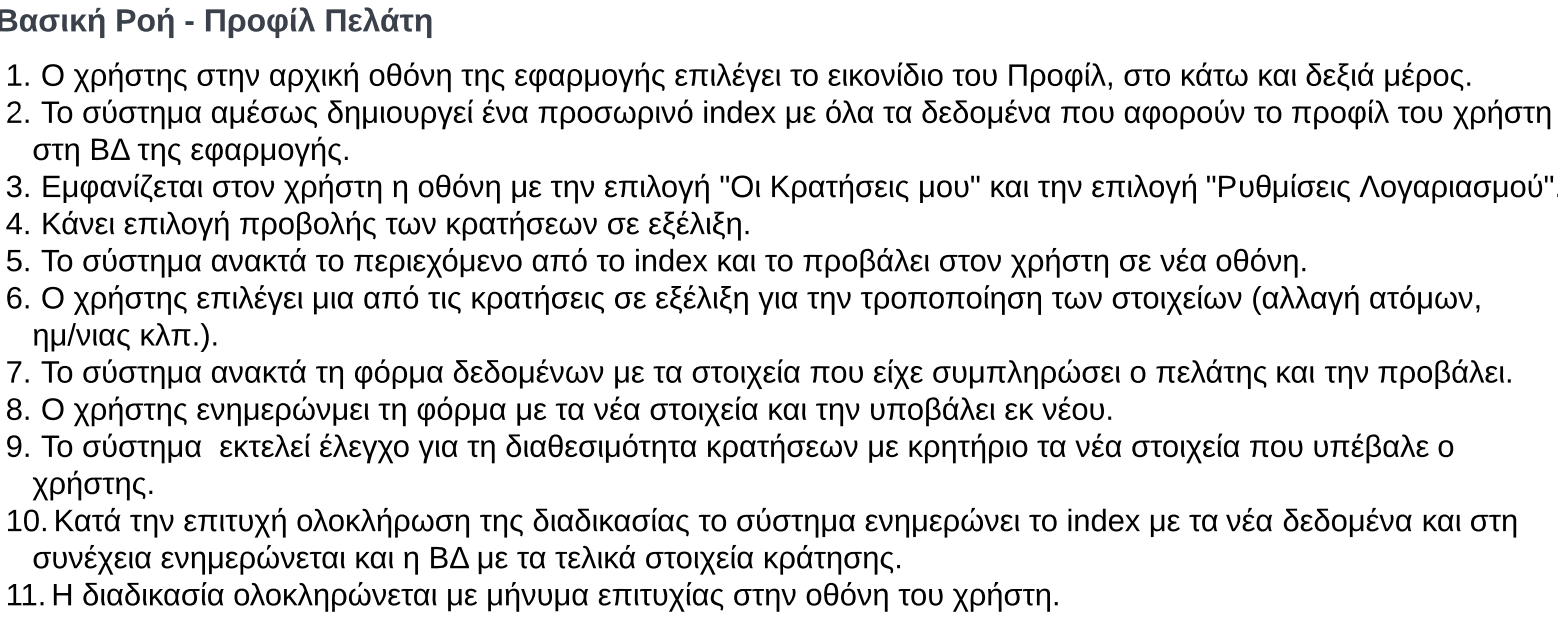 Βασική Ροή - Προφίλ Πελάτη
1. Ο χρήστης στην αρχική οθόνη της εφαρμογής επιλέγει το εικονίδιο του Προφίλ, στο κάτω και δεξιά μέρος.
2. Το σύστημα αμέσως δημιουργεί ένα προσωρινό index με όλα τα δεδομένα που αφορούν το προφίλ του χρήστη
στη ΒΔ της εφαρμογής.
3. Εμφανίζεται στον χρήστη η οθόνη με την επιλογή "Οι Κρατήσεις μου" και την επιλογή "Ρυθμίσεις Λογαριασμού".
4. Κάνει επιλογή προβολής των κρατήσεων σε εξέλιξη.
5. Το σύστημα ανακτά το περιεχόμενο από το index και το προβάλει στον χρήστη σε νέα οθόνη.
6. Ο χρήστης επιλέγει μια από τις κρατήσεις σε εξέλιξη για την τροποποίηση των στοιχείων (αλλαγή ατόμων,
ημ/νιας κλπ.).
7. Το σύστημα ανακτά τη φόρμα δεδομένων με τα στοιχεία που είχε συμπληρώσει ο πελάτης και την προβάλει.
8. Ο χρήστης ενημερώνμει τη φόρμα με τα νέα στοιχεία και την υποβάλει εκ νέου.
9. Το σύστημα  εκτελεί έλεγχο για τη διαθεσιμότητα κρατήσεων με κρητήριο τα νέα στοιχεία που υπέβαλε ο
χρήστης.
10. Κατά την επιτυχή ολοκλήρωση της διαδικασίας το σύστημα ενημερώνει το index με τα νέα δεδομένα και στη
συνέχεια ενημερώνεται και η ΒΔ με τα τελικά στοιχεία κράτησης.
11. Η διαδικασία ολοκληρώνεται με μήνυμα επιτυχίας στην οθόνη του χρήστη.